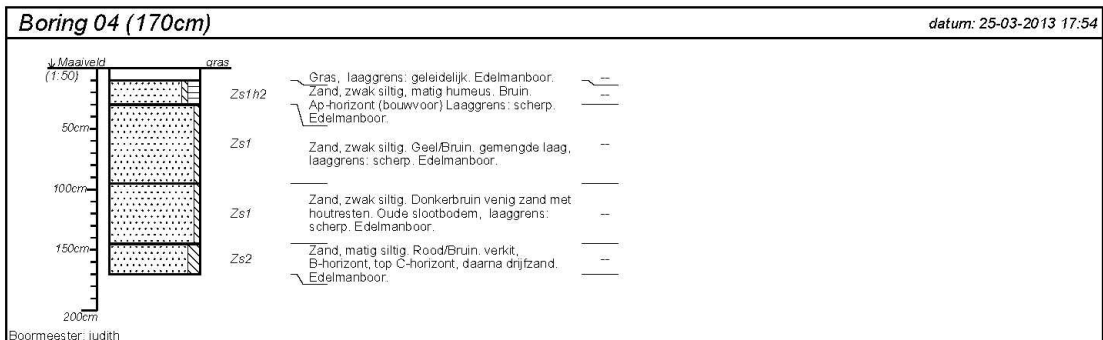 Boring 04 (170cm)
datum: 25-03-2013 17:54
↓ Maaiveld
gras
(1:50)
Gras, laaggrens: geleidelijk. Edelmanboor.
--
Zs1h2
Zand, zwak siltig, matig humeus. Bruin.
Ap-horizont (bouwvoor) Laaggrens: scherp.
Edelmanboor.
--
50cm
Zs1
Zand, zwak siltig. Geel/Bruin. gemengde laag,
laaggrens: scherp. Edelmanboor.
--
100cm
Zs1
Zand, zwak siltig. Donkerbruin venig zand met
houtresten. Oude slootbodem, laaggrens:
scherp. Edelmanboor.
--
150cm
Zs2
Zand, matig siltig. Rood/Bruin. verkit,
B-horizont, top C-horizont, daarna drijfzand.
Edelmanboor.
--
200cm
Boormeester: judith